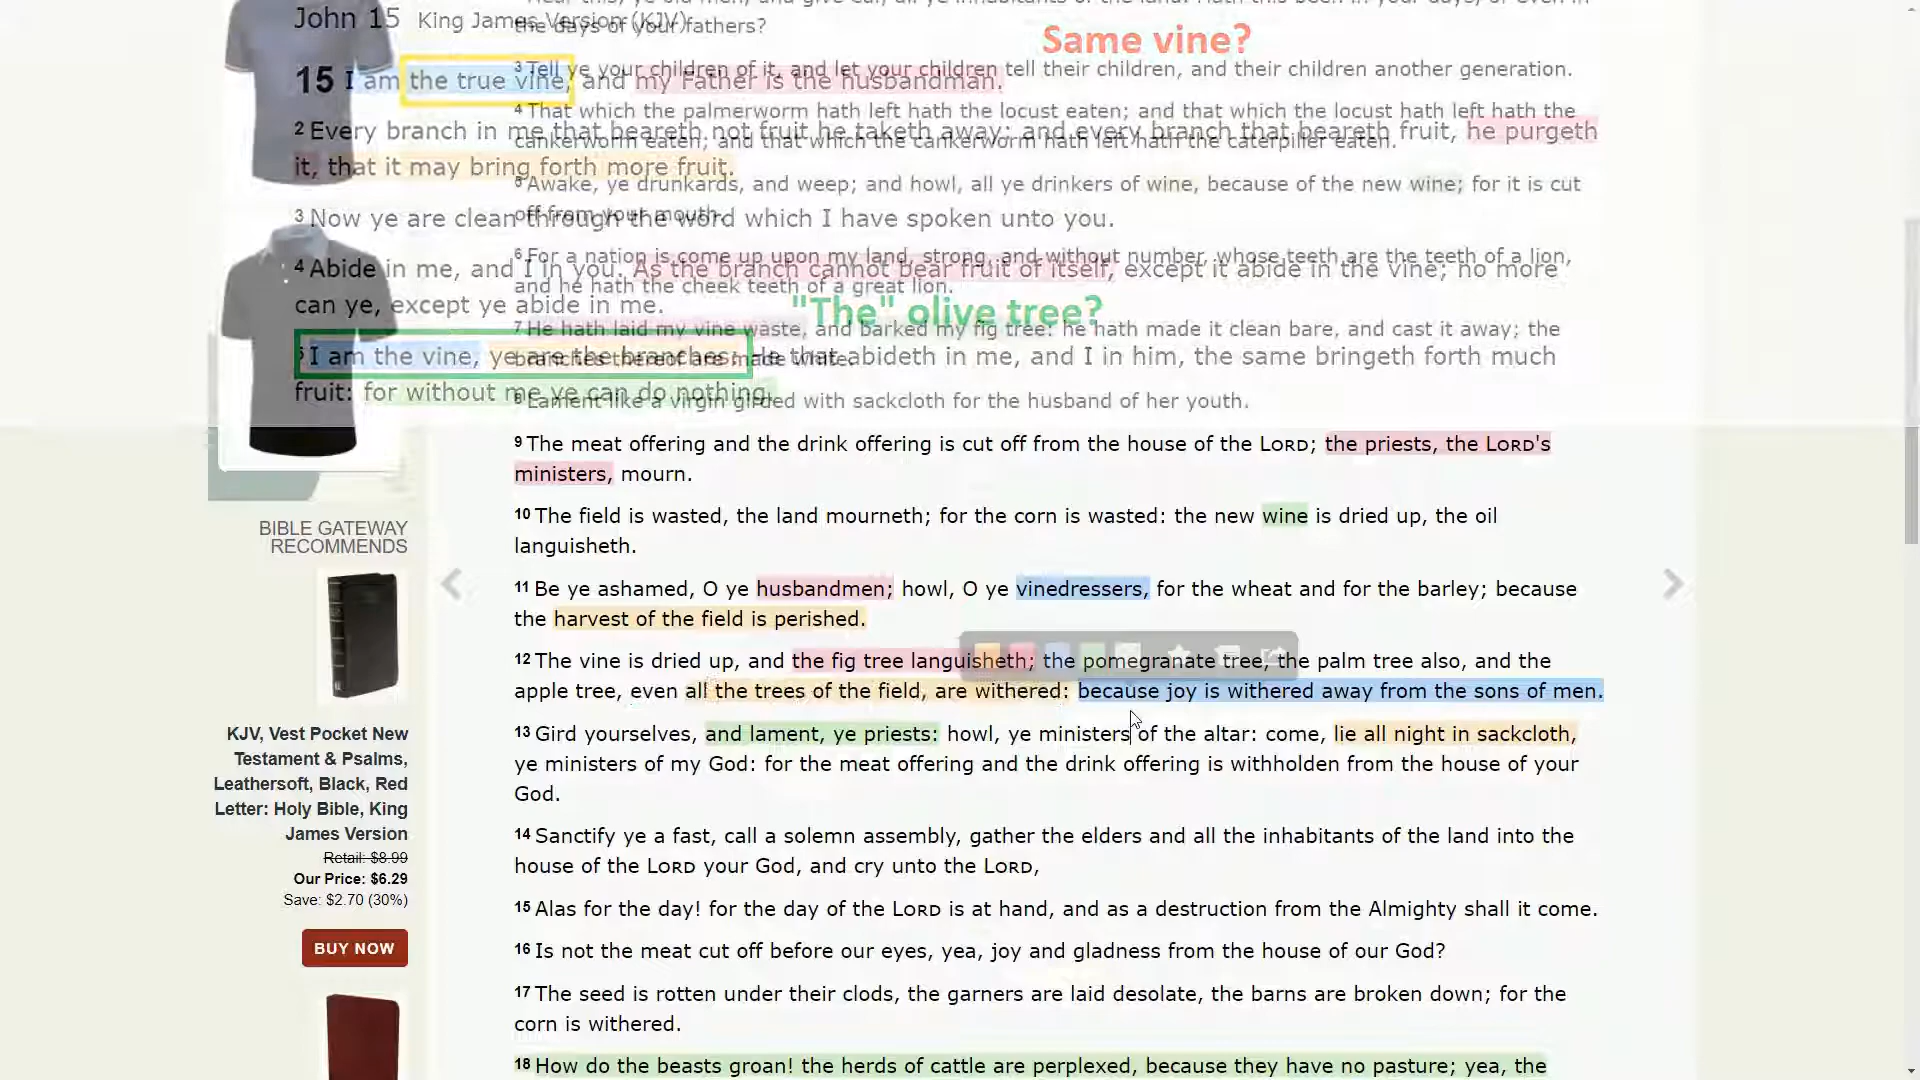 John 15 King James Version (KJV)
Same vine?
15 I am the true vine, and my Father is the husbandman.
2 Every branch in me that beareth not fruit he taketh away: and every branch that beareth fruit, he purgeth
it, that it may bring forth more fruit.
3 Now ye are clean through the word which I have spoken unto you.
4 Abide in me, and I in you. As the branch cannot bear fruit of itself, except it abide in the vine; no more
can ye, except ye abide in me.
"The" olive tree?
5 I am the vine, ye are the branches: He that abideth in me, and I in him, the same bringeth forth much
fruit: for without me ye can do nothing.
the days of your fathers?
3 Tell ye your children of it, and let your children tell their children, and their children another generation.
4 That which the palmerworm hath left hath the locust eaten; and that which the locust hath left hath the
cankerworm eaten; and that which the cankerworm hath left hath the caterpiller eaten.
5 Awake, ye drunkards, and weep; and howl, all ye drinkers of wine, because of the new wine; for it is cut
off from your mouth.
6 For a nation is come up upon my land, strong, and without number, whose teeth are the teeth of a lion,
and he hath the cheek teeth of a great lion.
7 He hath laid my vine waste, and barked my fig tree: he hath made it clean bare, and cast it away; the
branches thereof are made white.
8 Lament like a virgin girded with sackcloth for the husband of her youth.
9 The meat offering and the drink offering is cut off from the house of the LORD; the priests, the LORD's
ministers, mourn.
10 The field is wasted, the land mourneth; for the corn is wasted: the new wine is dried up, the oil
languisheth.
11 Be ye ashamed, O ye husbandmen; howl, O ye vinedressers, for the wheat and for the barley; because
the harvest of the field is perished.
12 The vine is dried up, and the fig tree languisheth; the pomegranate tree, the palm tree also, and the
apple tree, even all the trees of the field, are withered: because joy is withered away from the sons of men.
13 Gird yourselves, and lament, ye priests: howl, ye ministers of the altar: come, lie all night in sackcloth,
ye ministers of my God: for the meat offering and the drink offering is withholden from the house of your
God.
14 Sanctify ye a fast, call a solemn assembly, gather the elders and all the inhabitants of the land into the
house of the LORD your God, and cry unto the LORD,
15 Alas for the day! for the day of the LORD is at hand, and as a destruction from the Almighty shall it come.
16 Is not the meat cut off before our eyes, yea, joy and gladness from the house of our God?
17 The seed is rotten under their clods, the garners are laid desolate, the barns are broken down; for the
corn is withered.
18 How do the beasts groan! the herds of cattle are perplexed, because they have no pasture; yea, the
BIBLE GATEWAY
RECOMMENDS
KJV, Vest Pocket New
Testament & Psalms,
Leathersoft, Black, Red
Letter: Holy Bible, King
James Version
Retail: $8.99
Our Price: $6.29
Save: $2.70 (30%)
BUY NOW